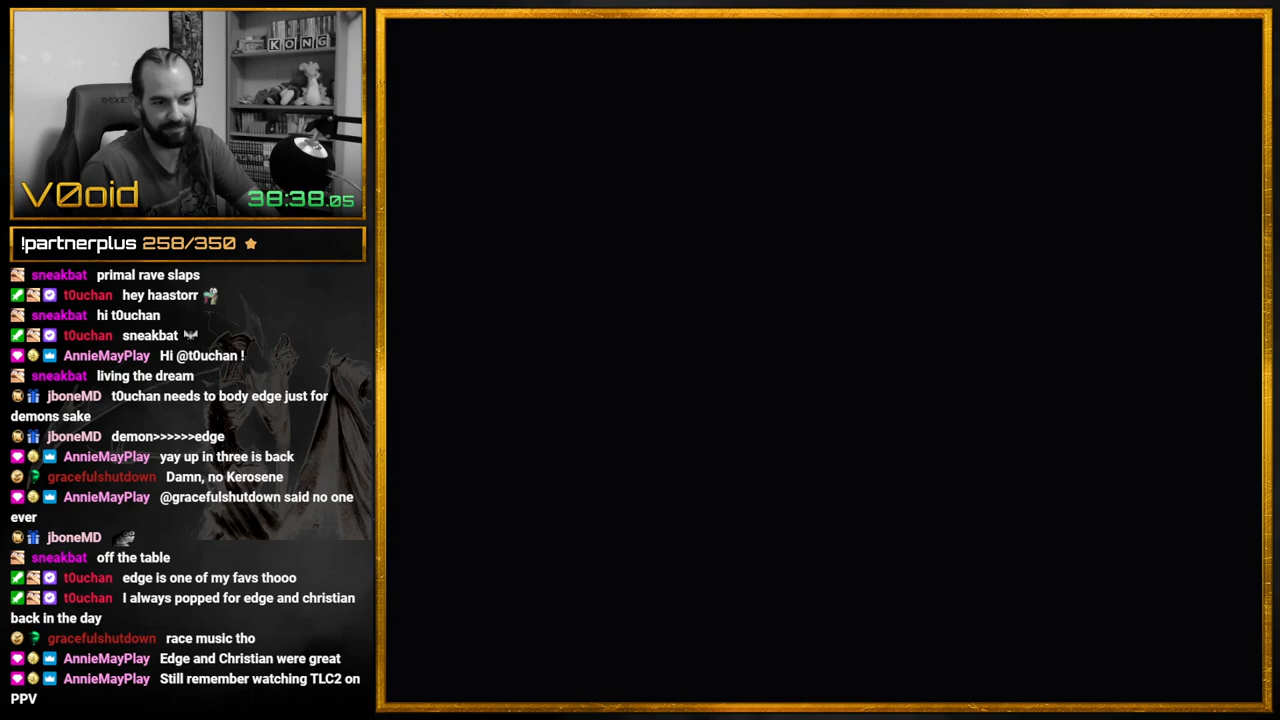 KONG
VØoid
38:38.05
!partnerplus 258/350
sneakbat primal rave slaps
t0uchan hey haastorr
sneakbat hi t0uchan
t0uchan sneakbat
AnnieMayPlay Hi @t0uchan !
sneakbat living the dream
jboneMD t0uchan needs to body edge just for
demons sake
jboneMD demon>>>>>>edge
AnnieMayPlay yay up in three is back
gracefulshutdown Damn, no Kerosene
AnnieMayPlay @gracefulshutdown said no one
ever
jboneMD
sneakbat off the table
t0uchan edge is one of my favs thooo
t0uchan I always popped for edge and christian
back in the day
gracefulshutdown race music tho
AnnieMayPlay Edge and Christian were great
AnnieMayPlay Still remember watching TLC2 on
PPV